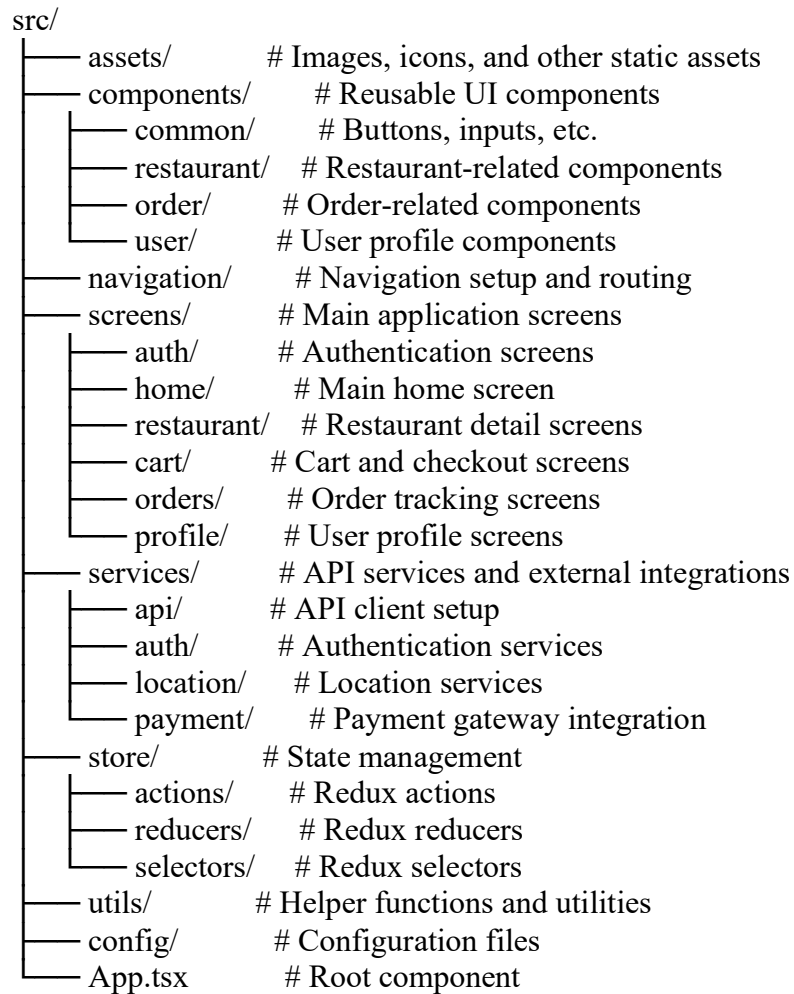 src/
├── assets/ # Images, icons, and other static assets
├── components/ # Reusable UI components
│ ├── common/ # Buttons, inputs, etc.
│ ├── restaurant/ # Restaurant-related components
│ ├── order/ # Order-related components
│ └── user/ # User profile components
├── navigation/ # Navigation setup and routing
├── screens/ # Main application screens
│ ├── auth/ # Authentication screens
│ ├── home/ # Main home screen
│ ├── restaurant/ # Restaurant detail screens
│ ├── cart/ # Cart and checkout screens
│ ├── orders/ # Order tracking screens
│ └── profile/ # User profile screens
├── services/ # API services and external integrations
│ ├── api/ # API client setup
│ ├── auth/ # Authentication services
│ ├── location/ # Location services
│ └── payment/ # Payment gateway integration
├── store/ # State management
│ ├── actions/ # Redux actions
│ ├── reducers/ # Redux reducers
│ └── selectors/ # Redux selectors
├── utils/ # Helper functions and utilities
├── config/ # Configuration files
└── App.tsx # Root component